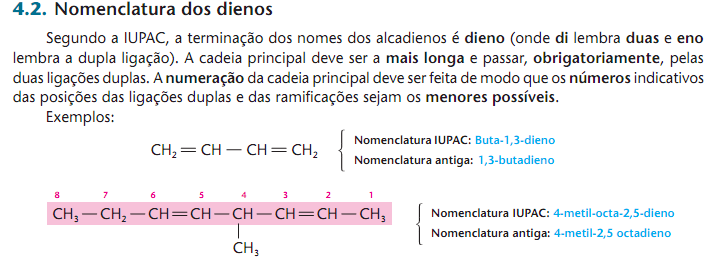 4.2. Nomenclatura dos dienos
Segundo a IUPAC, a terminação dos nomes dos alcadienos é dieno (onde di lembra duas e eno
lembra a dupla ligação). A cadeia principal deve ser a mais longa e passar, obrigatoriamente, pelas
duas ligações duplas. A numeração da cadeia principal deve ser feita de modo que os números indicativos
das posições das ligações duplas e das ramificações sejam os menores possíveis.
Exemplos:
CH₂=CH—CH=CH₂
Nomenclatura IUPAC: Buta-1,3-dieno
Nomenclatura antiga: 1,3-butadieno
8 7 6 5 4 3 2 1
CH₃—CH₂—CH=CH—CH—CH=CH—CH₃
CH₃
Nomenclatura IUPAC: 4-metil-octa-2,5-dieno
Nomenclatura antiga: 4-metil-2,5 octadieno